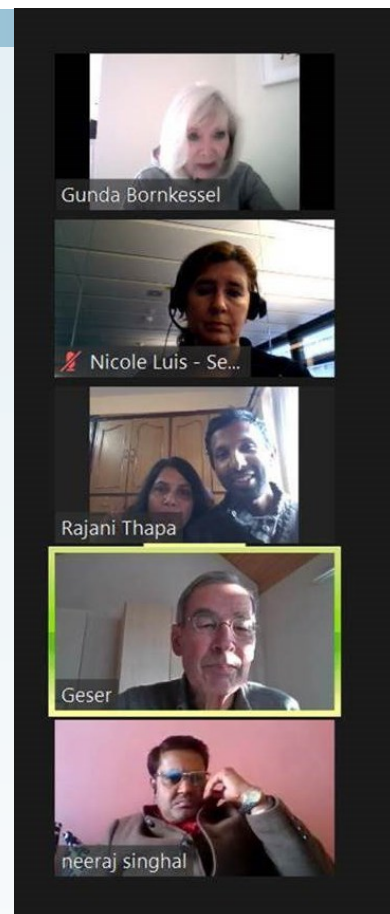 Gunda Bornkessel
Nicole Luis - Se...
Rajani Thapa
Geser
neeraj singhal